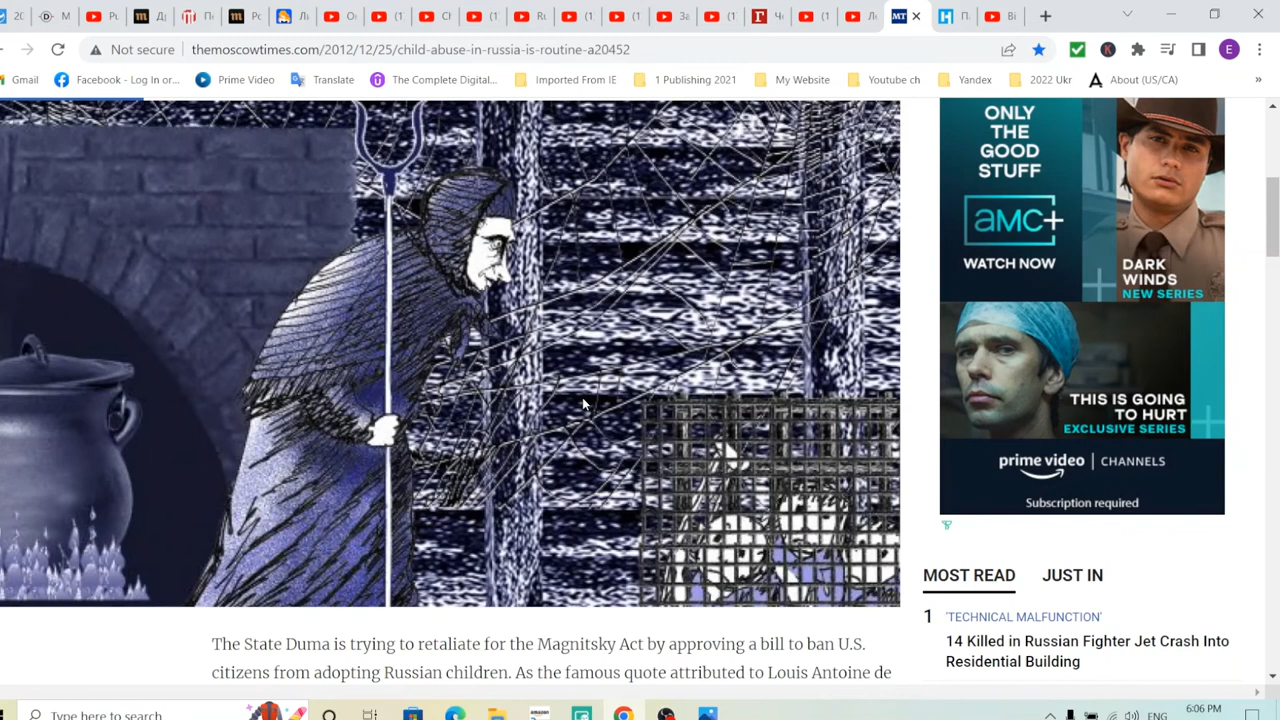 Not secure | themoscowtimes.com/2012/12/25/child-abuse-in-russia-is-routine-a20452
Gmail
Facebook - Log In or...
Prime Video
Translate
The Complete Digital...
Imported From IE
1 Publishing 2021
My Website
Youtube ch
Yandex
2022 Ukr
About (US/CA)
ONLY
THE
GOOD
STUFF
amc+
WATCH NOW
DARK
WINDS
NEW SERIES
THIS IS GOING
TO HURT
EXCLUSIVE SERIES
prime video | CHANNELS
Subscription required
MOST READ
JUST IN
1 'TECHNICAL MALFUNCTION'
14 Killed in Russian Fighter Jet Crash Into
Residential Building
The State Duma is trying to retaliate for the Magnitsky Act by approving a bill to ban U.S.
citizens from adopting Russian children. As the famous quote attributed to Louis Antoine de
Type here to search
ENG
6:06 PM